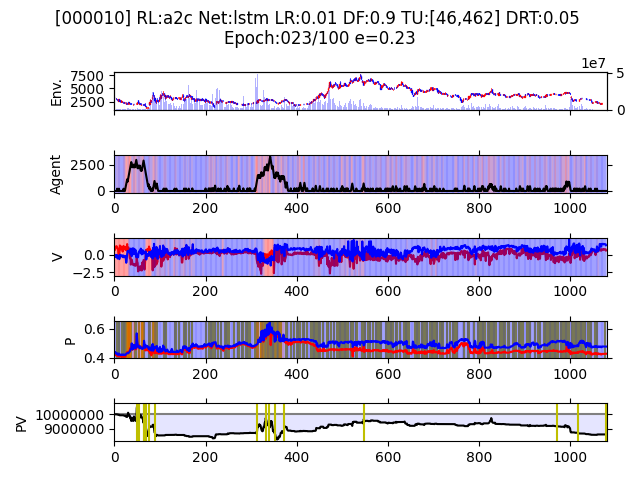 [000010] RL:a2c Net:lstm LR:0.01 DF:0.9 TU:[46,462] DRT:0.05
Epoch:023/100 e=0.23
1e7
Env.
7500
5000
2500
5
0
Agent
2500
0
0 200 400 600 800 1000
V
0.0
−2.5
0 200 400 600 800 1000
P
0.6
0.4
0 200 400 600 800 1000
PV
10000000
9000000
0 200 400 600 800 1000